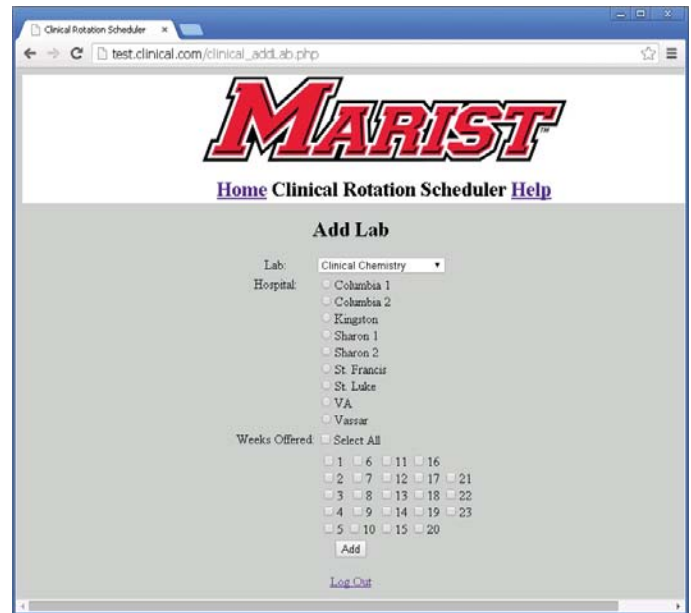 Clinical Rotation Scheduler
test.clinical.com/clinical_addLab.php
MARIST™
Home Clinical Rotation Scheduler Help
Add Lab
Lab: Clinical Chemistry
Hospital: Columbia 1
Columbia 2
Kingston
Sharon 1
Sharon 2
St. Francis
St. Luke
VA
Vassar
Weeks Offered: Select All
1 6 11 16
2 7 12 17 21
3 8 13 18 22
4 9 14 19 23
5 10 15 20
Add
Log Out